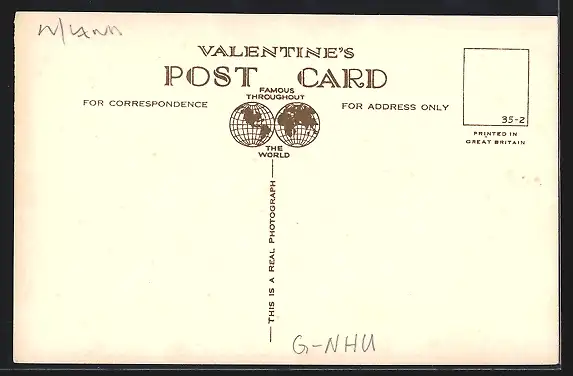 VALENTINE'S
POST CARD
FAMOUS
THROUGHOUT
FOR CORRESPONDENCE
FOR ADDRESS ONLY
THE
WORLD
35-2
PRINTED IN
GREAT BRITAIN
THIS IS A REAL PHOTOGRAPH
G-NHU